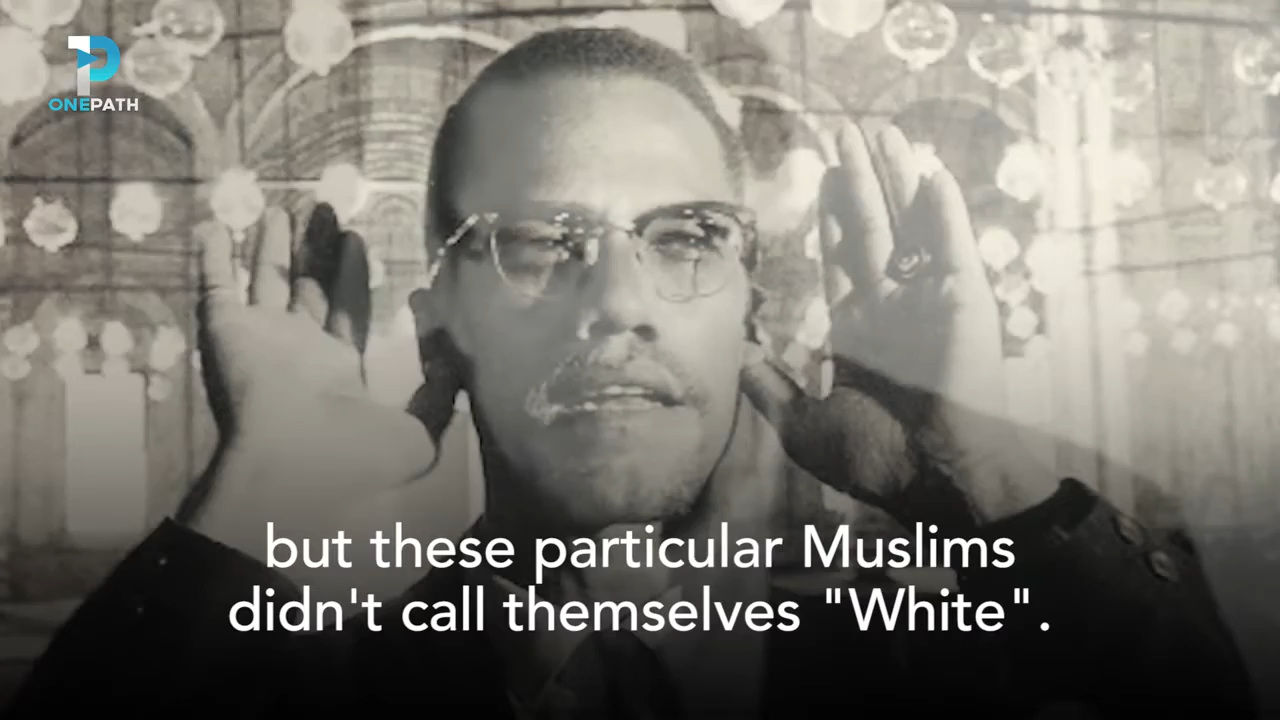 ONEPATH
but these particular Muslims
didn't call themselves "White".